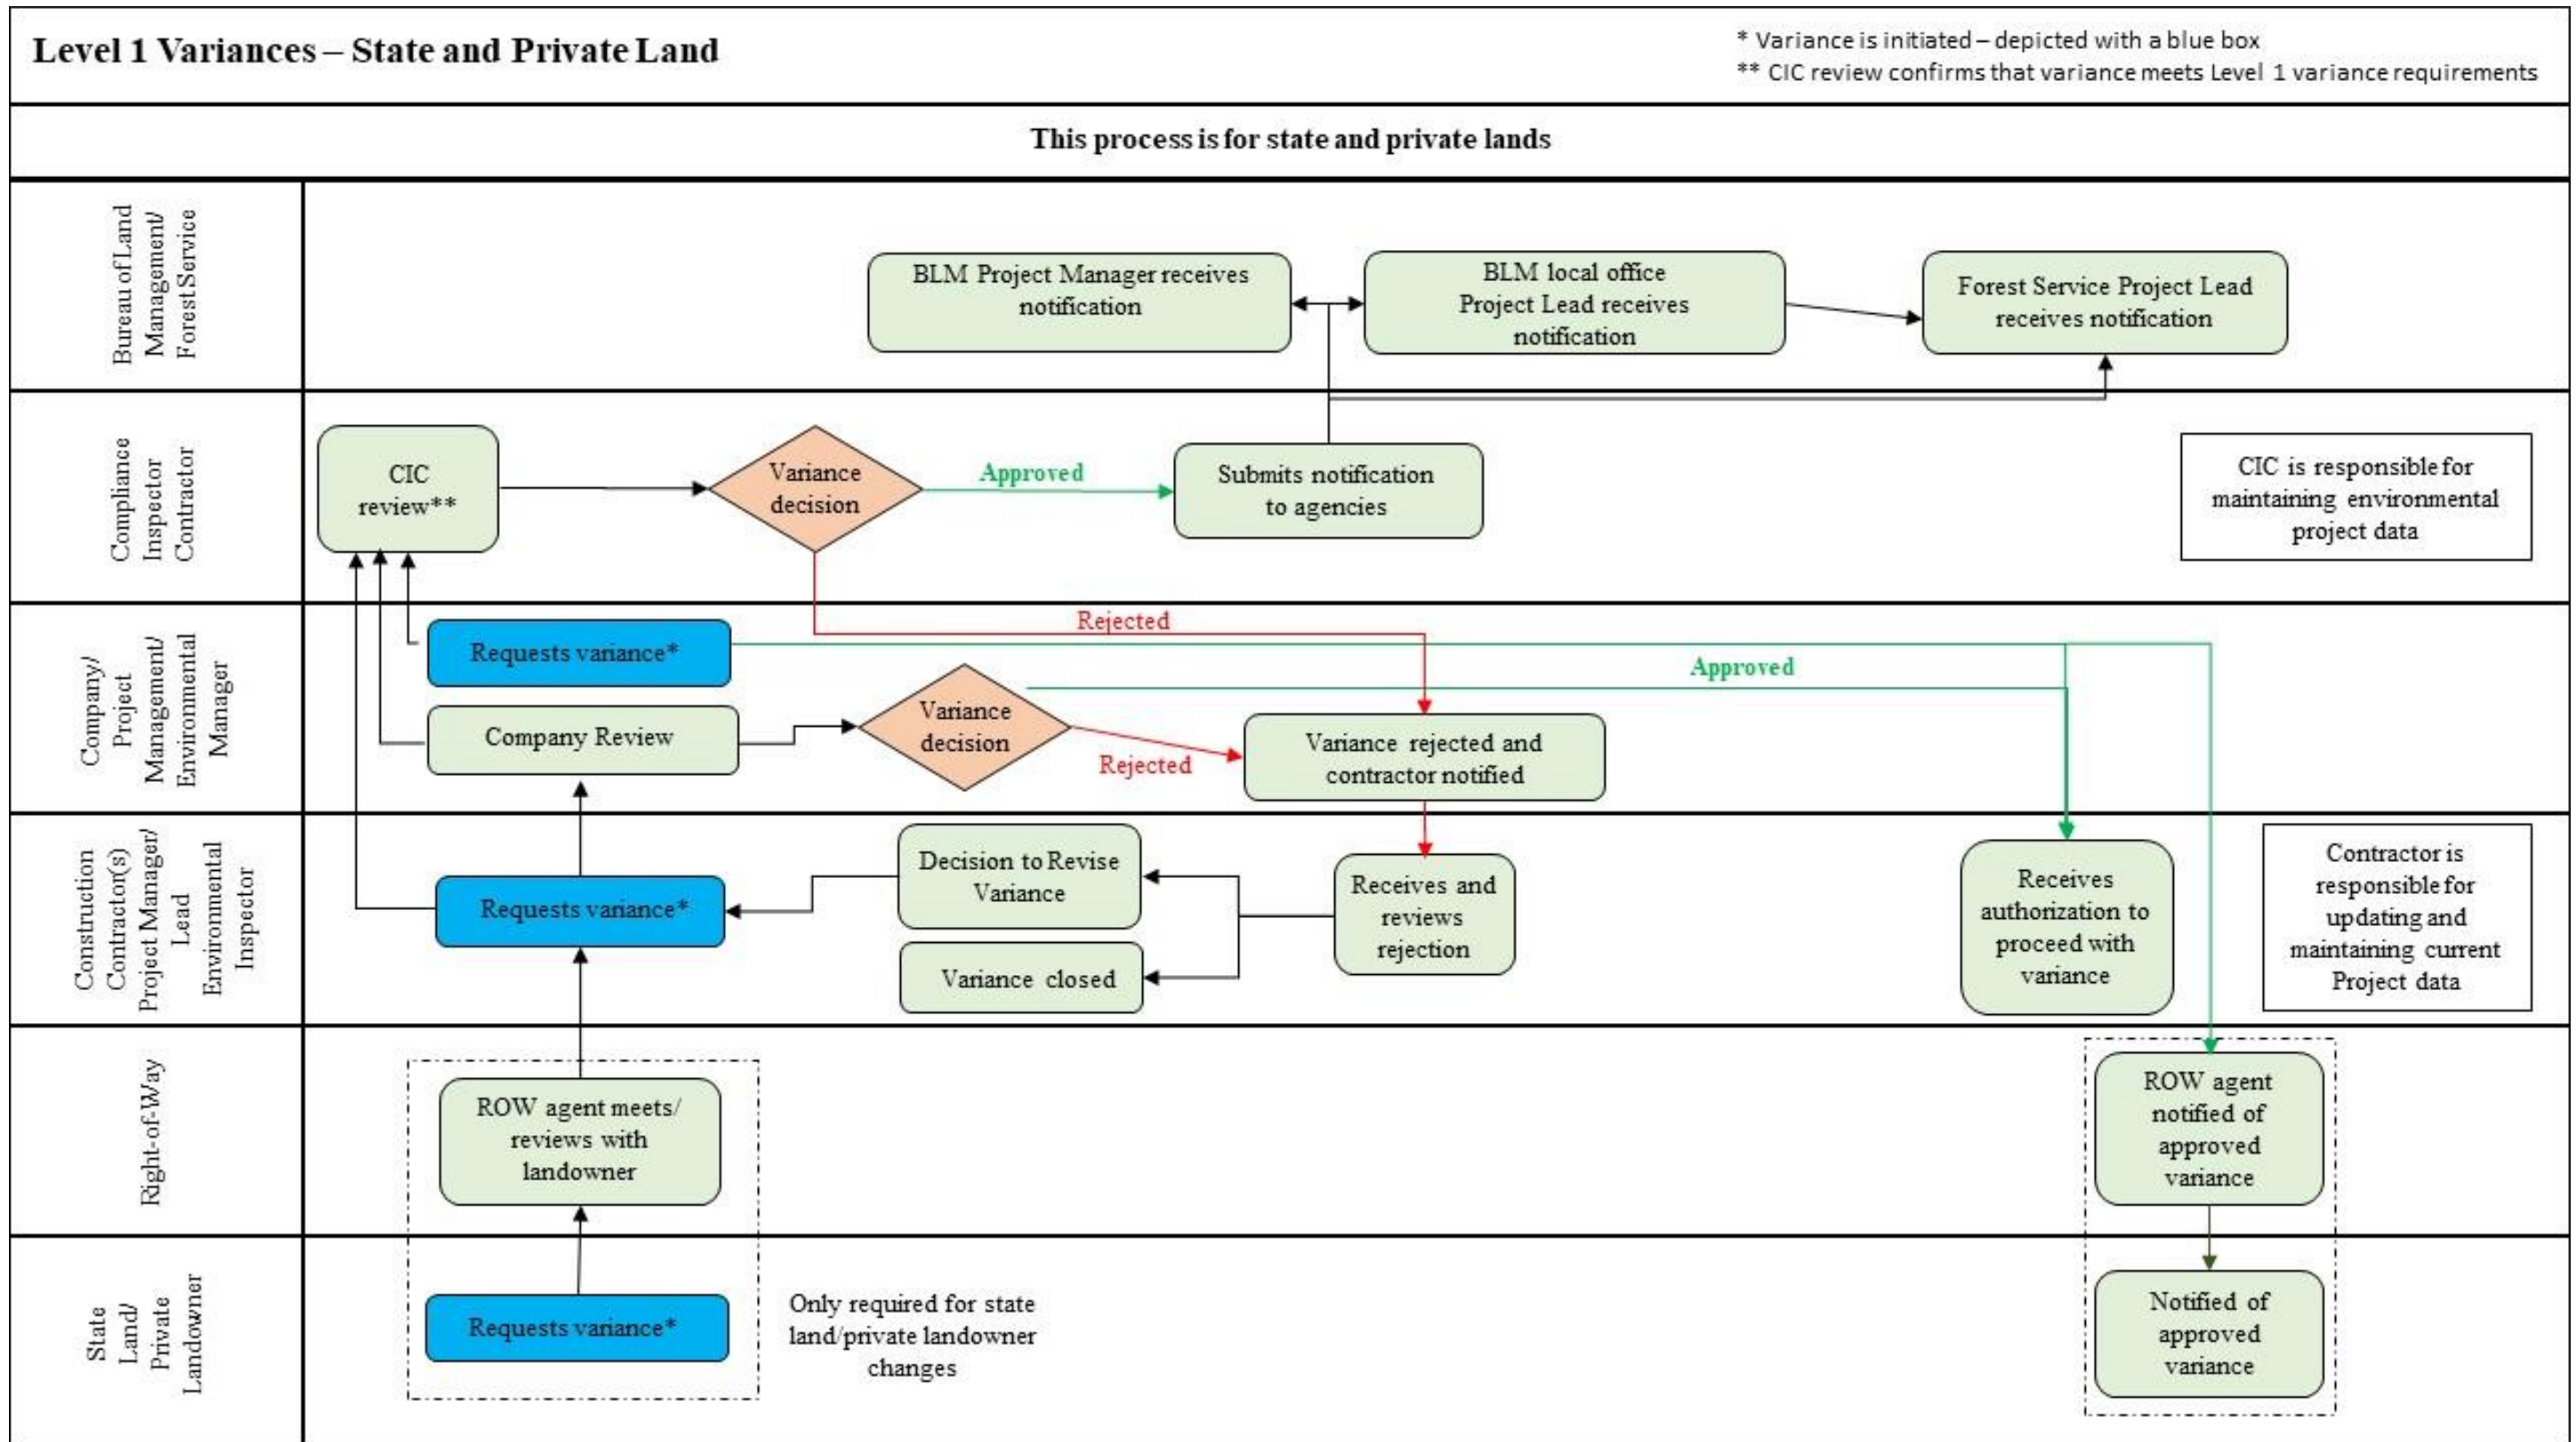 Level 1 Variances – State and Private Land
* Variance is initiated – depicted with a blue box
** CIC review confirms that variance meets Level 1 variance requirements
This process is for state and private lands
Bureau of Land
Management/
Forest Service
BLM Project Manager receives
notification
BLM local office
Project Lead receives
notification
Forest Service Project Lead
receives notification
Compliance
Inspector
Contractor
CIC
review**
Variance
decision
Approved
Submits notification
to agencies
CIC is responsible for
maintaining environmental
project data
Company/
Project
Management/
Environmental
Manager
Requests variance*
Rejected
Approved
Company Review
Variance
decision
Rejected
Variance rejected and
contractor notified
Construction
Contractor(s)
Project Manager/
Lead
Environmental
Inspector
Requests variance*
Decision to Revise
Variance
Variance closed
Receives and
reviews
rejection
Receives
authorization to
proceed with
variance
Contractor is
responsible for
updating and
maintaining current
Project data
Right-of-Way
ROW agent meets/
reviews with
landowner
ROW agent
notified of
approved
variance
State
Land/
Private
Landowner
Requests variance*
Only required for state
land/private landowner
changes
Notified of
approved
variance